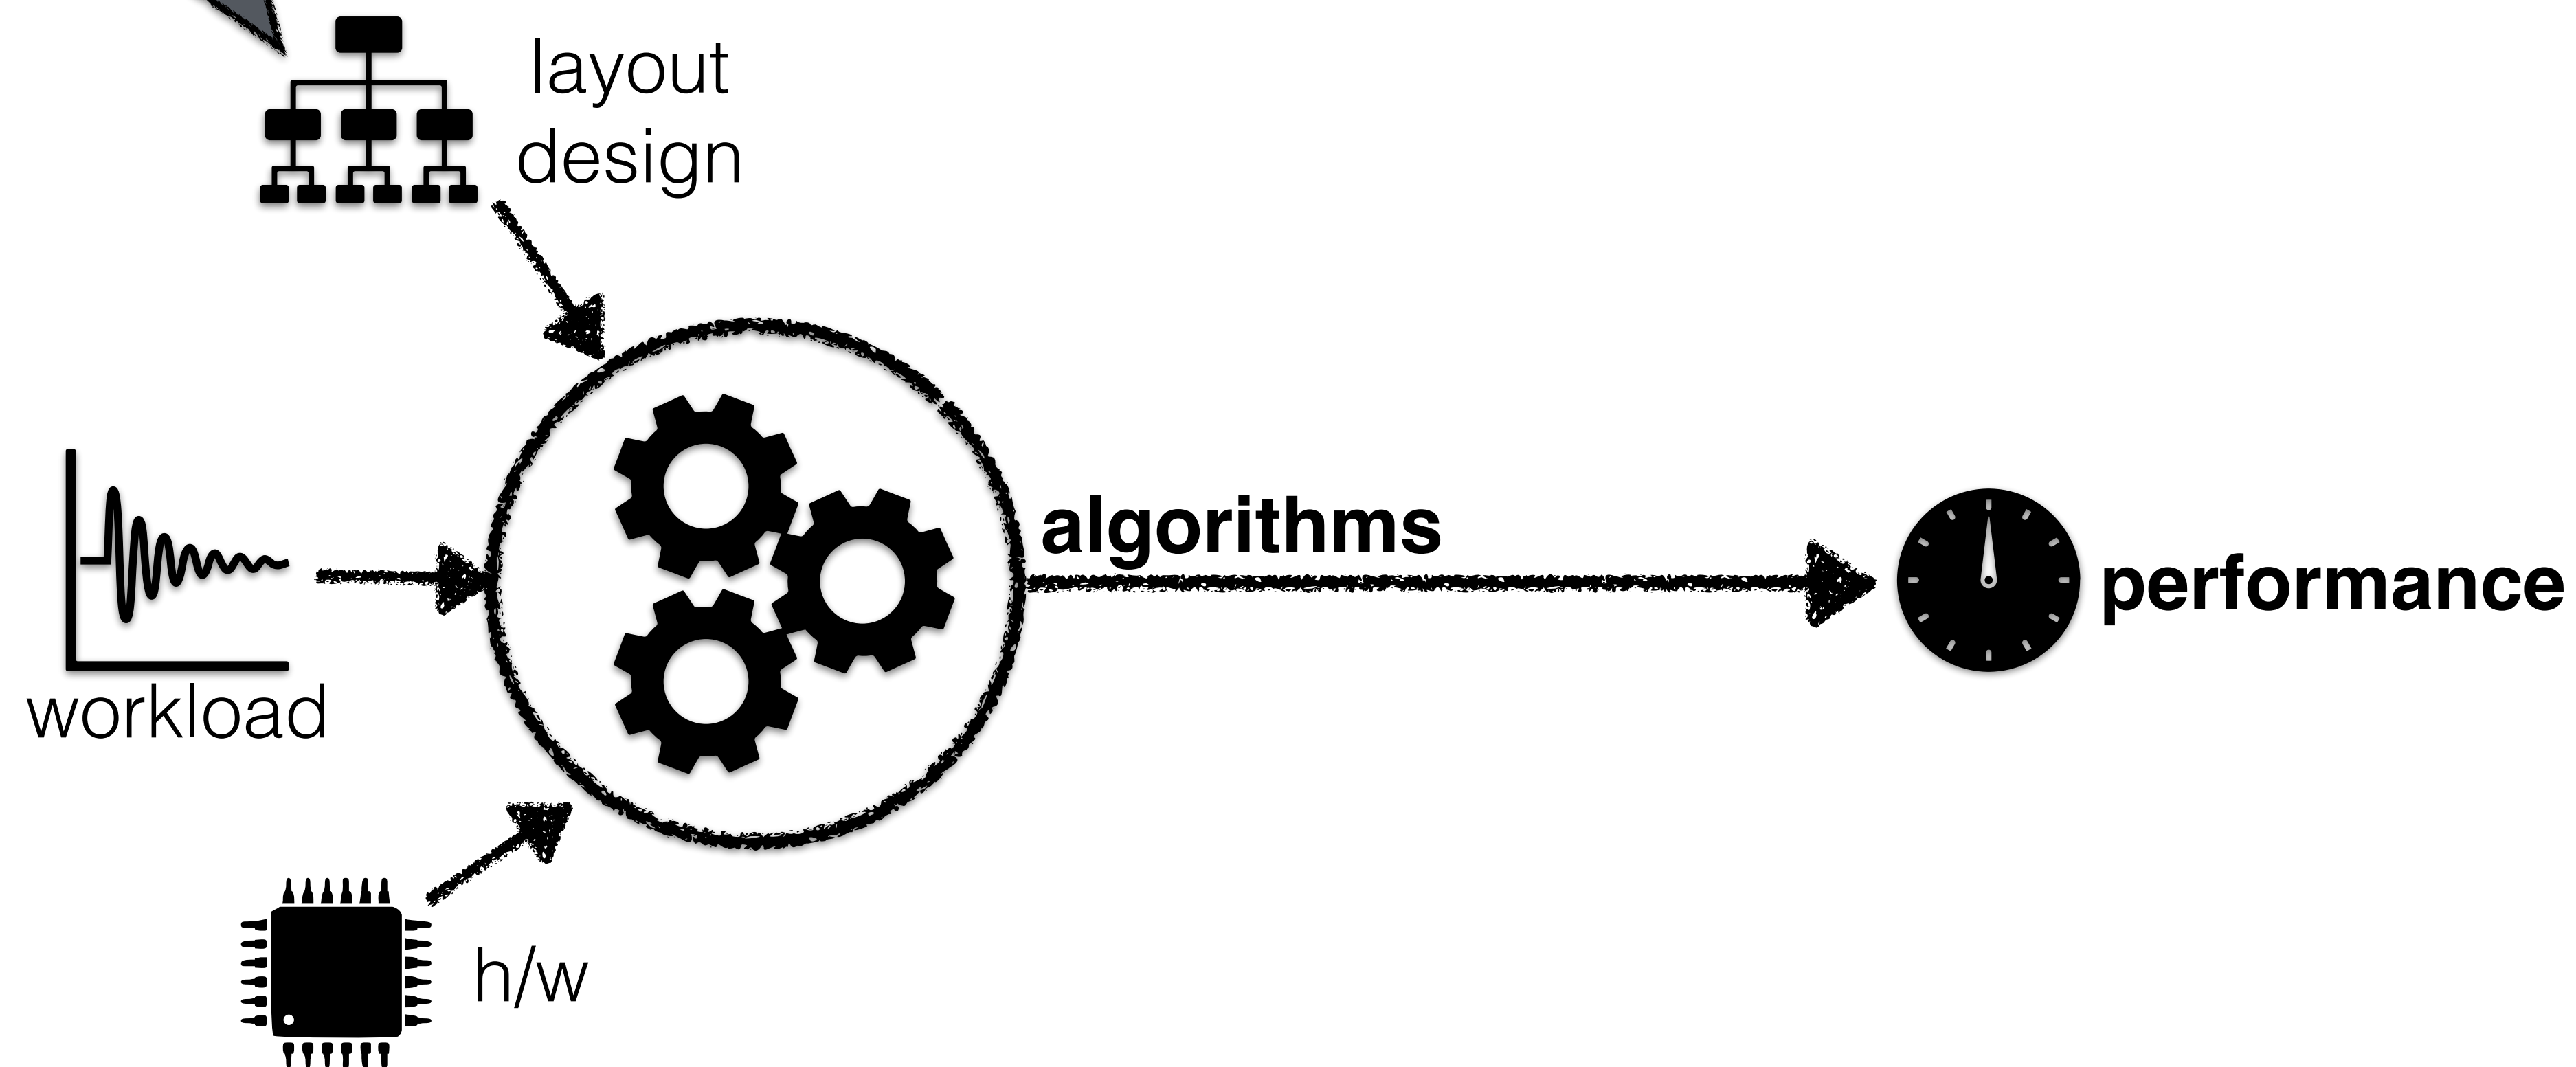 layout
design
algorithms
performance
workload
h/w